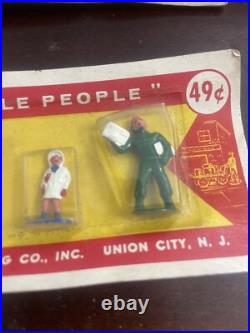 LE PEOPLE" 49¢
G CO., INC. UNION CITY, N. J.